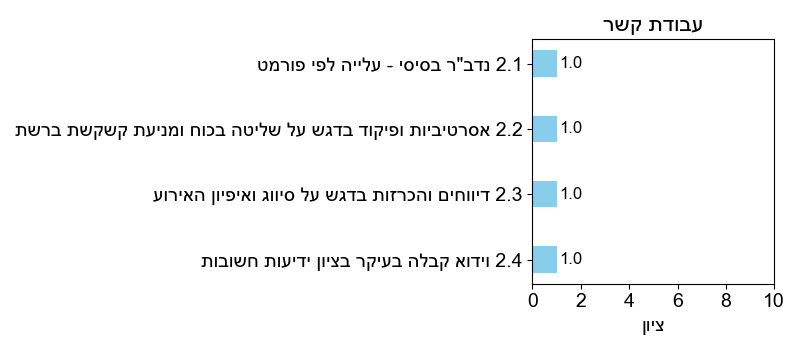 עבודת קשר
2.1 נדב"ר בסיסי - עלייה לפי פורמט
1.0
2.2 אסרטיביות ופיקוד בדגש על שליטה בכוח ומניעת קשקשת ברשת
1.0
2.3 דיווחים והכרזות בדגש על סיווג ואיפיון האירוע
1.0
2.4 וידוא קבלה בעיקר בציון ידיעות חשובות
1.0
0 2 4 6 8 10
ציון